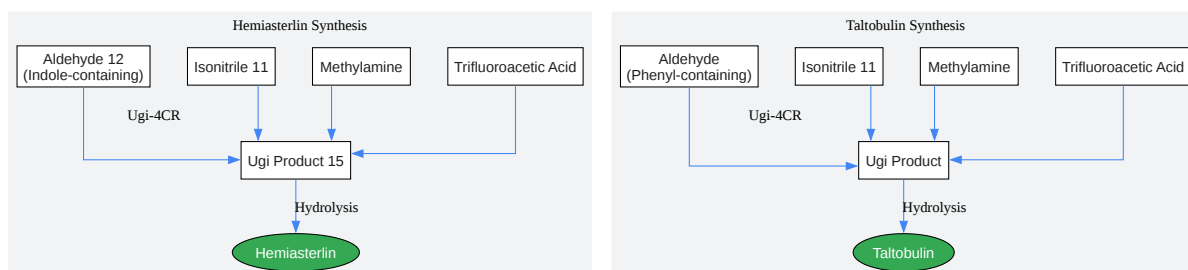 Hemiasterlin Synthesis
Aldehyde 12
(Indole-containing)
Isonitrile 11
Methylamine
Trifluoroacetic Acid
Ugi-4CR
Ugi Product 15
Hydrolysis
Hemiasterlin
Taltobulin Synthesis
Aldehyde
(Phenyl-containing)
Isonitrile 11
Methylamine
Trifluoroacetic Acid
Ugi-4CR
Ugi Product
Hydrolysis
Taltobulin